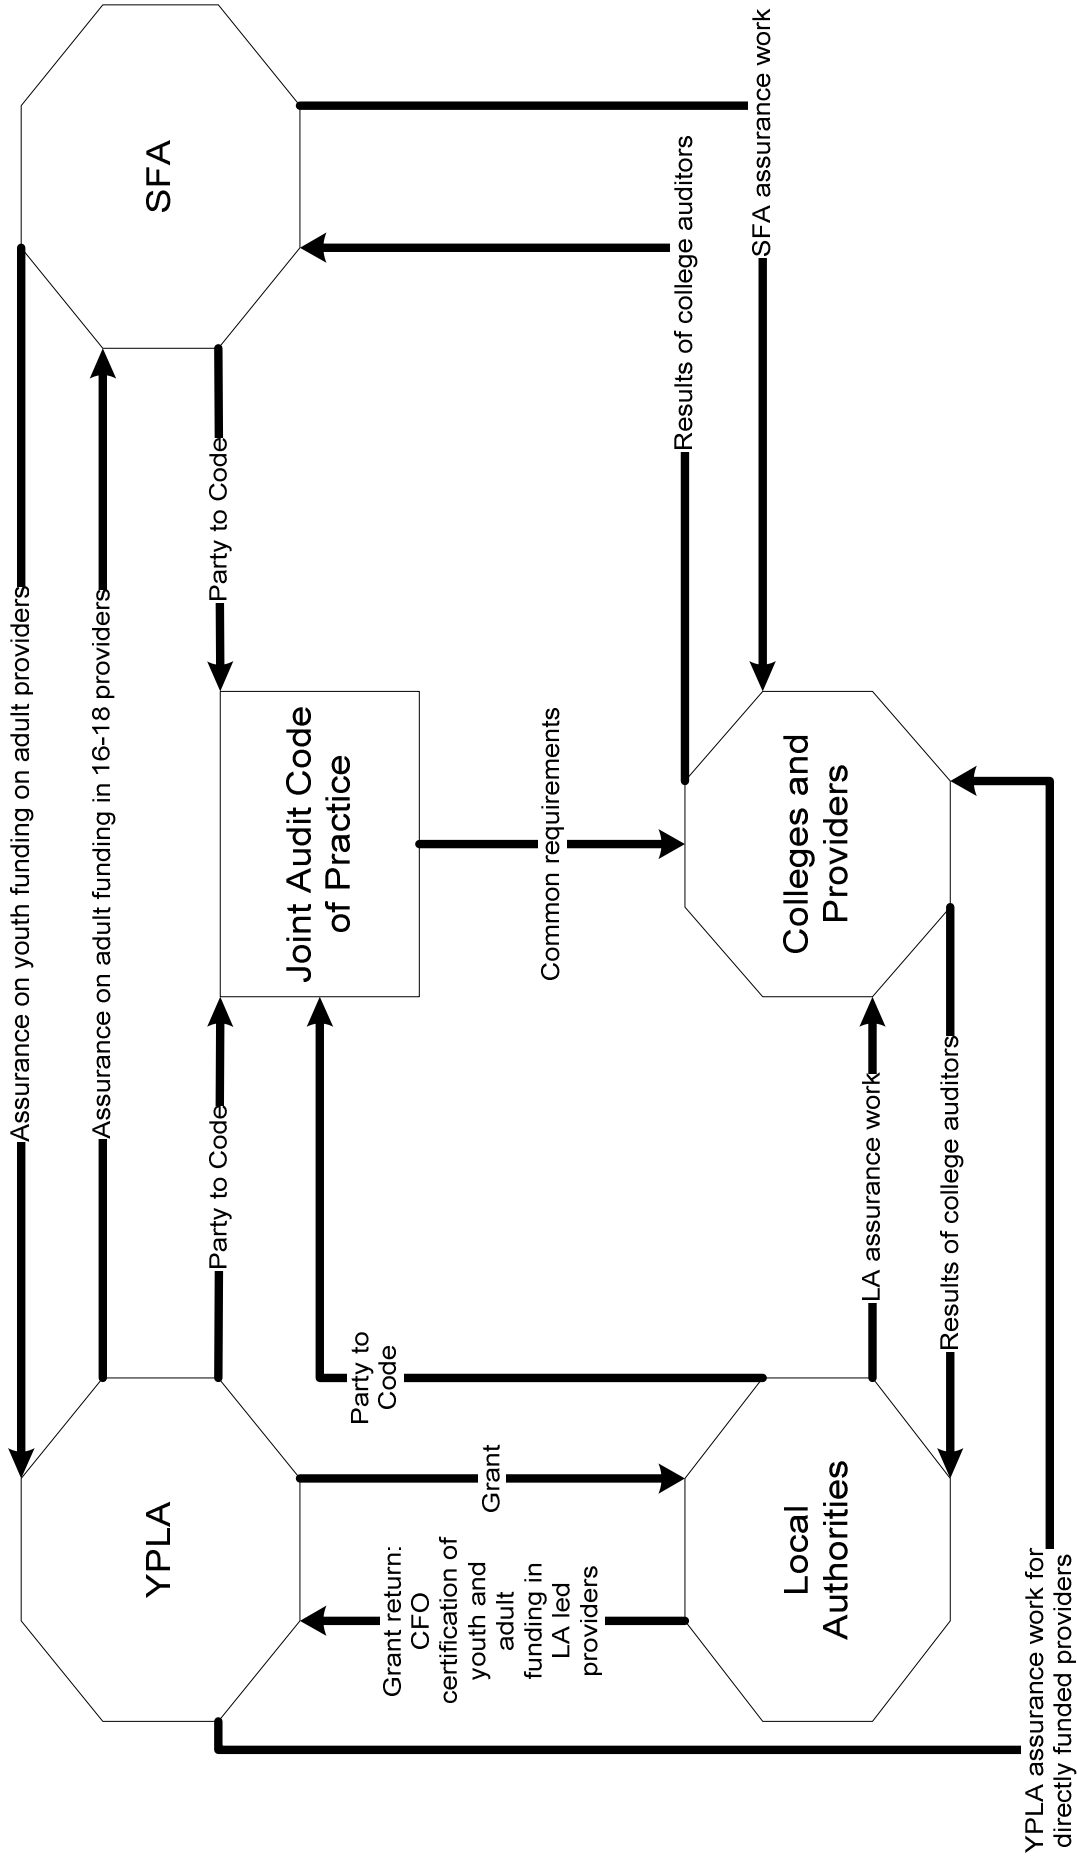 Assurance on youth funding on adult providers
Assurance on adult funding in 16-18 providers
YPLA
Party to Code
Joint Audit Code
of Practice
Party to Code
SFA
Grant return:
CFO
certification of
youth and
adult
funding in
LA led
providers
Grant
Party to
Code
Common requirements
Results of college auditors
SFA assurance work
Local
Authorities
LA assurance work
Results of college auditors
Colleges and
Providers
YPLA assurance work for
directly funded providers